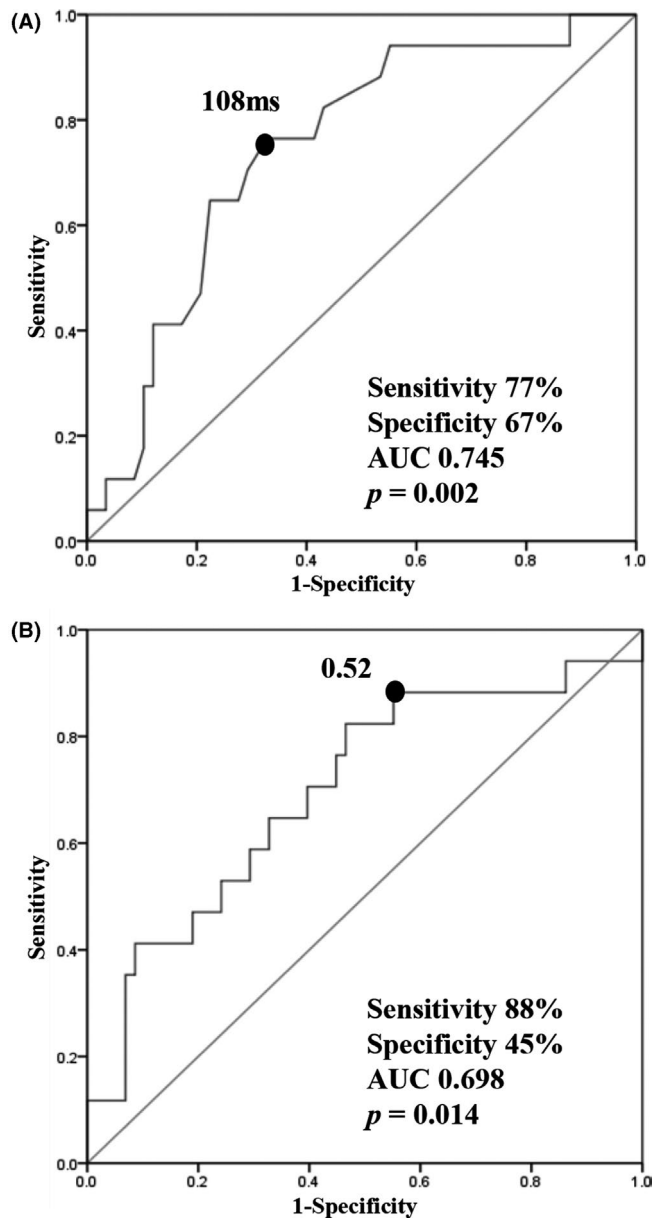 (A)
1.0
0.8
0.6
0.4
0.2
0.0
Sensitivity
108ms
Sensitivity 77%
Specificity 67%
AUC 0.745
p = 0.002
0.0 0.2 0.4 0.6 0.8 1.0
1-Specificity
(B)
1.0
0.8
0.6
0.4
0.2
0.0
Sensitivity
0.52
Sensitivity 88%
Specificity 45%
AUC 0.698
p = 0.014
0.0 0.2 0.4 0.6 0.8 1.0
1-Specificity